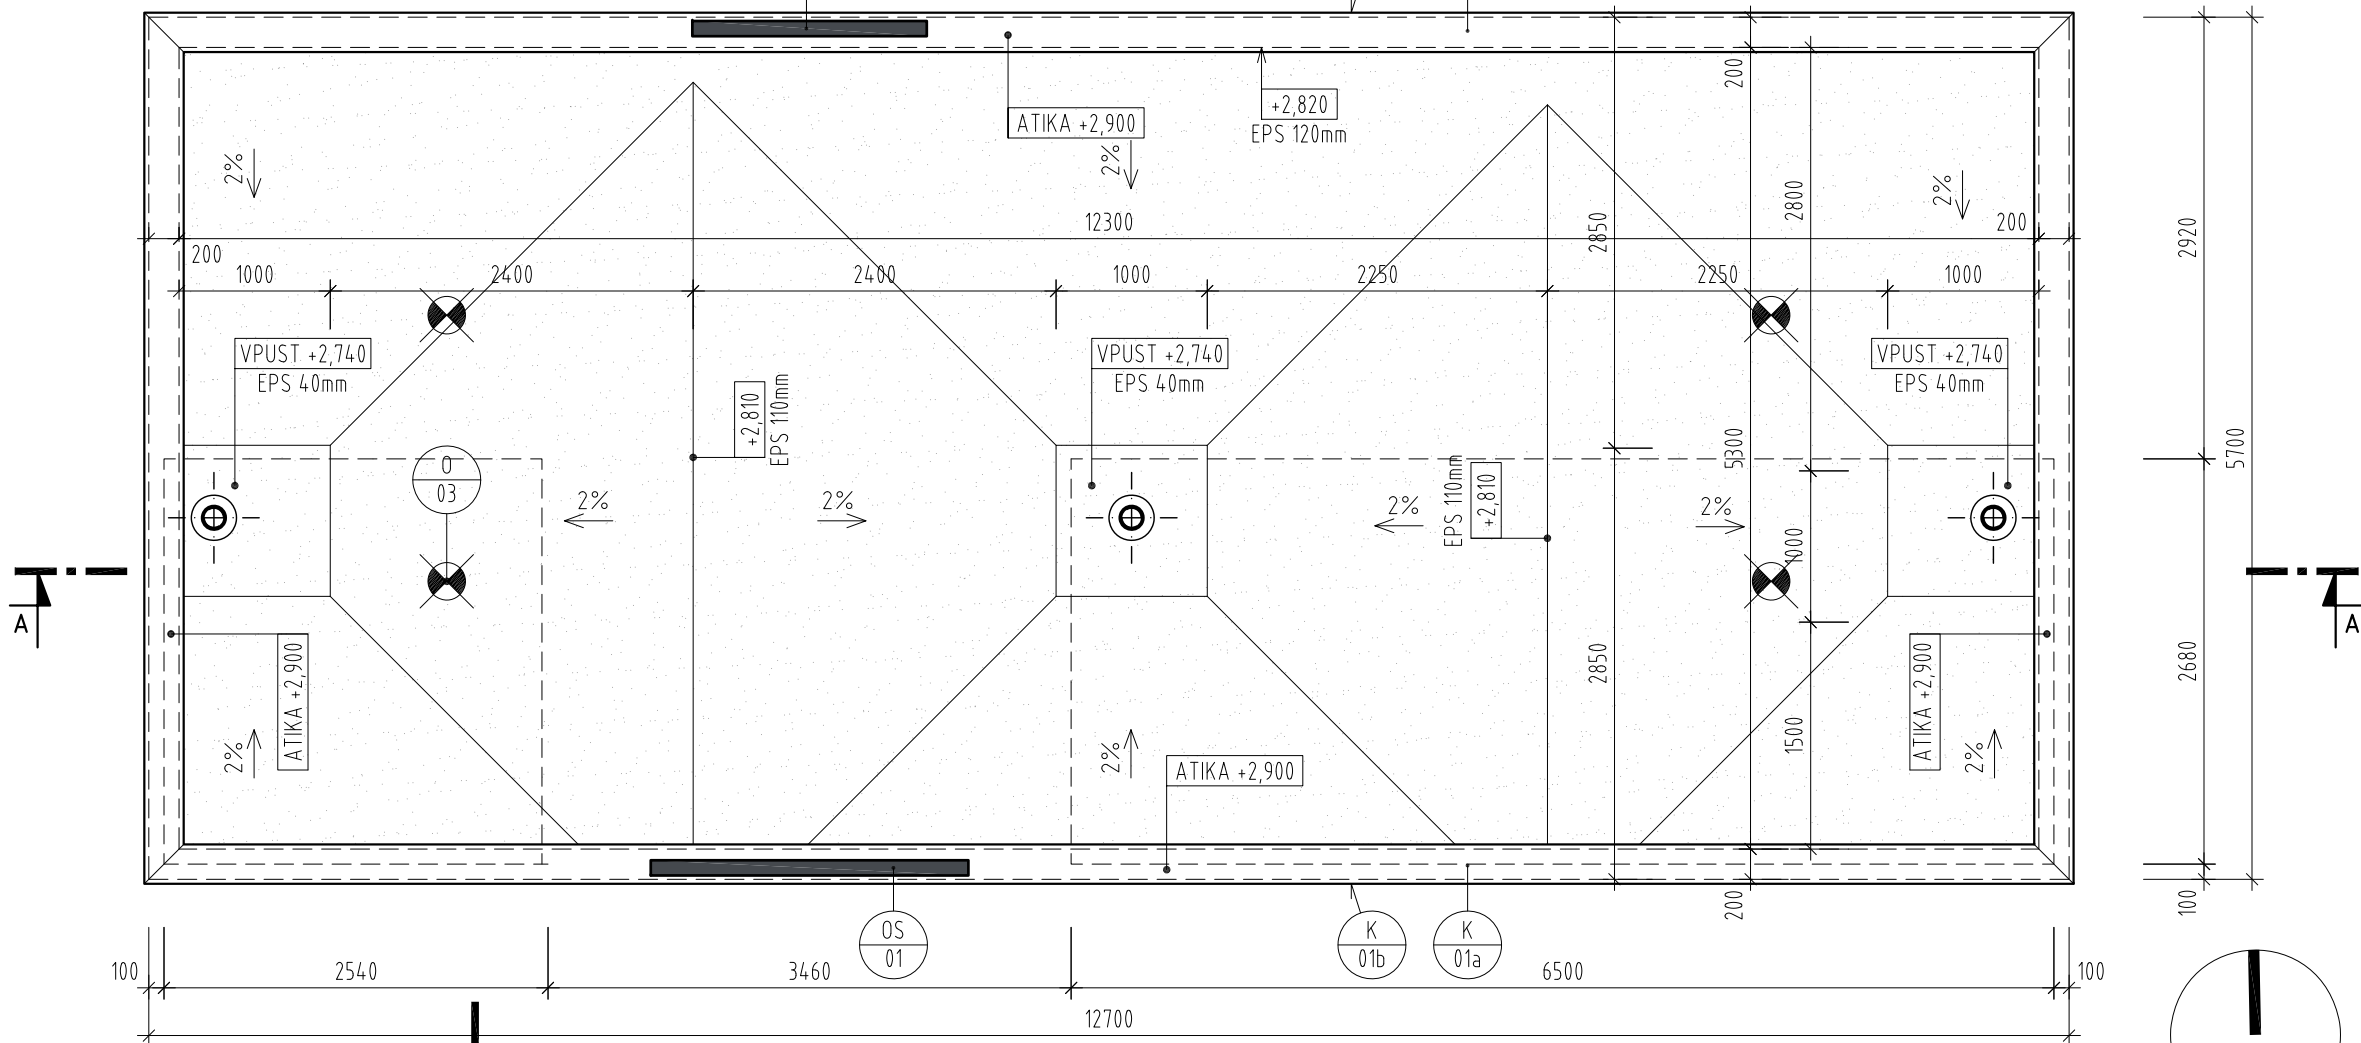 +2,820
EPS 120mm
ATIKA +2,900
200
2%
2%
2%
2800
12300
2850
200
200
2920
1000
2400
2400
1000
2250
2250
1000
VPUST +2,740
EPS 40mm
VPUST +2,740
EPS 40mm
VPUST +2,740
EPS 40mm
+2,810
EPS 110mm
5300
5700
O
03
EPS 110mm
+2,810
2%
2%
2%
2%
1000
A
A
ATIKA +2,900
2850
ATIKA +2,900
2680
2%
2%
1500
2%
ATIKA +2,900
200
100
OS
01
K
01b
K
01a
100
2540
3460
6500
100
12700